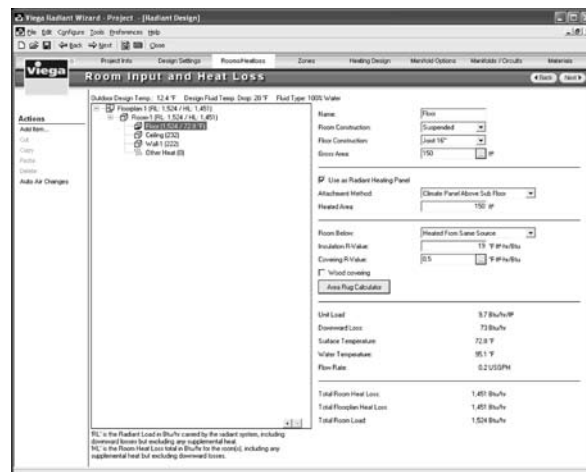 Viega Radiant Wizard - Project - [Radiant Design]
File Edit Configure Tools Preferences Help
Back Next Close
Project Info Design Settings Rooms/Heatloss Zones Heating Design Manifold Options Manifolds / Circuits Materials
Viega
Room Input and Heat Loss
Back Next
Outdoor Design Temp.: 12.4 °F Design Fluid Temp. Drop: 20 °F Fluid Type: 100% Water
Actions
Add Item...
Cut
Copy
Paste
Delete
Auto Air Changes
Floorplan 1 (RL: 1,524 / HL: 1,451)
Room-1 (RL: 1,524 / HL: 1,451)
Floor (1,524 / 72.8 °F)
Ceiling (232)
Wall-1 (222)
Other Heat (0)
Name: Floor
Room Construction: Suspended
Floor Construction: Joist 16"
Gross Area: 150 ... ft²
Use as Radiant Heating Panel
Attachment Method: Climate Panel Above Sub Floor
Heated Area: 150 ft²
Room Below: Heated From Same Source
Insulation R-Value: 19 °F ft² hr/Btu
Covering R-Value: 0.5 ... °F ft² hr/Btu
Wood covering
Area Rug Calculator
Unit Load: 9.7 Btu/hr/ft²
Downward Loss: 73 Btu/hr
Surface Temperature: 72.8 °F
Water Temperature: 95.1 °F
Flow Rate: 0.2 USGPM
Total Room Heat Loss: 1,451 Btu/hr
Total Floorplan Heat Loss: 1,451 Btu/hr
Total Room Load: 1,524 Btu/hr
'RL' is the Radiant Load in Btu/hr carried by the radiant system, including
downward losses but excluding any supplemental heat.
'HL' is the Room Heat Loss total in Btu/hr for the room(s), including any
supplemental heat but excluding downward losses.